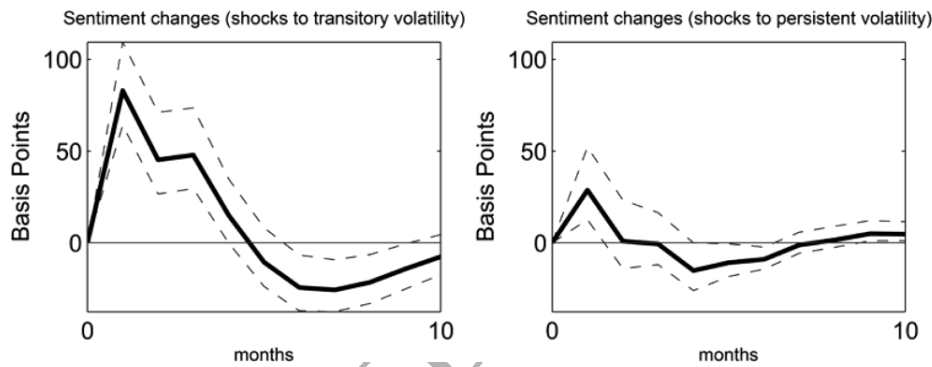 Sentiment changes (shocks to transitory volatility)
Sentiment changes (shocks to persistent volatility)
100
50
0
Basis Points
0
10
months
100
50
0
Basis Points
0
10
months